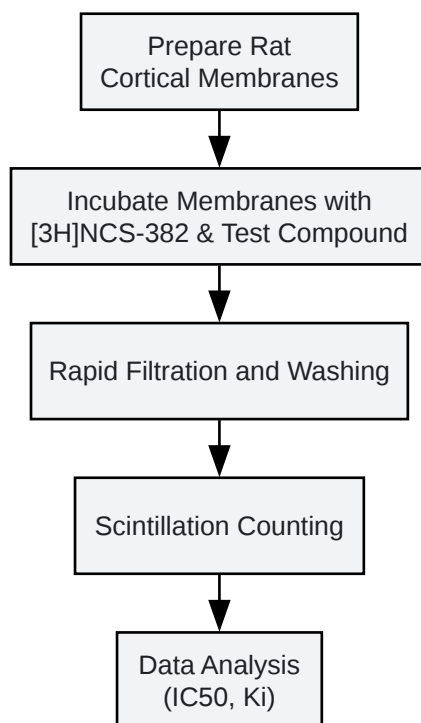 Prepare Rat
Cortical Membranes
Incubate Membranes with
[3H]NCS-382 & Test Compound
Rapid Filtration and Washing
Scintillation Counting
Data Analysis
(IC50, Ki)